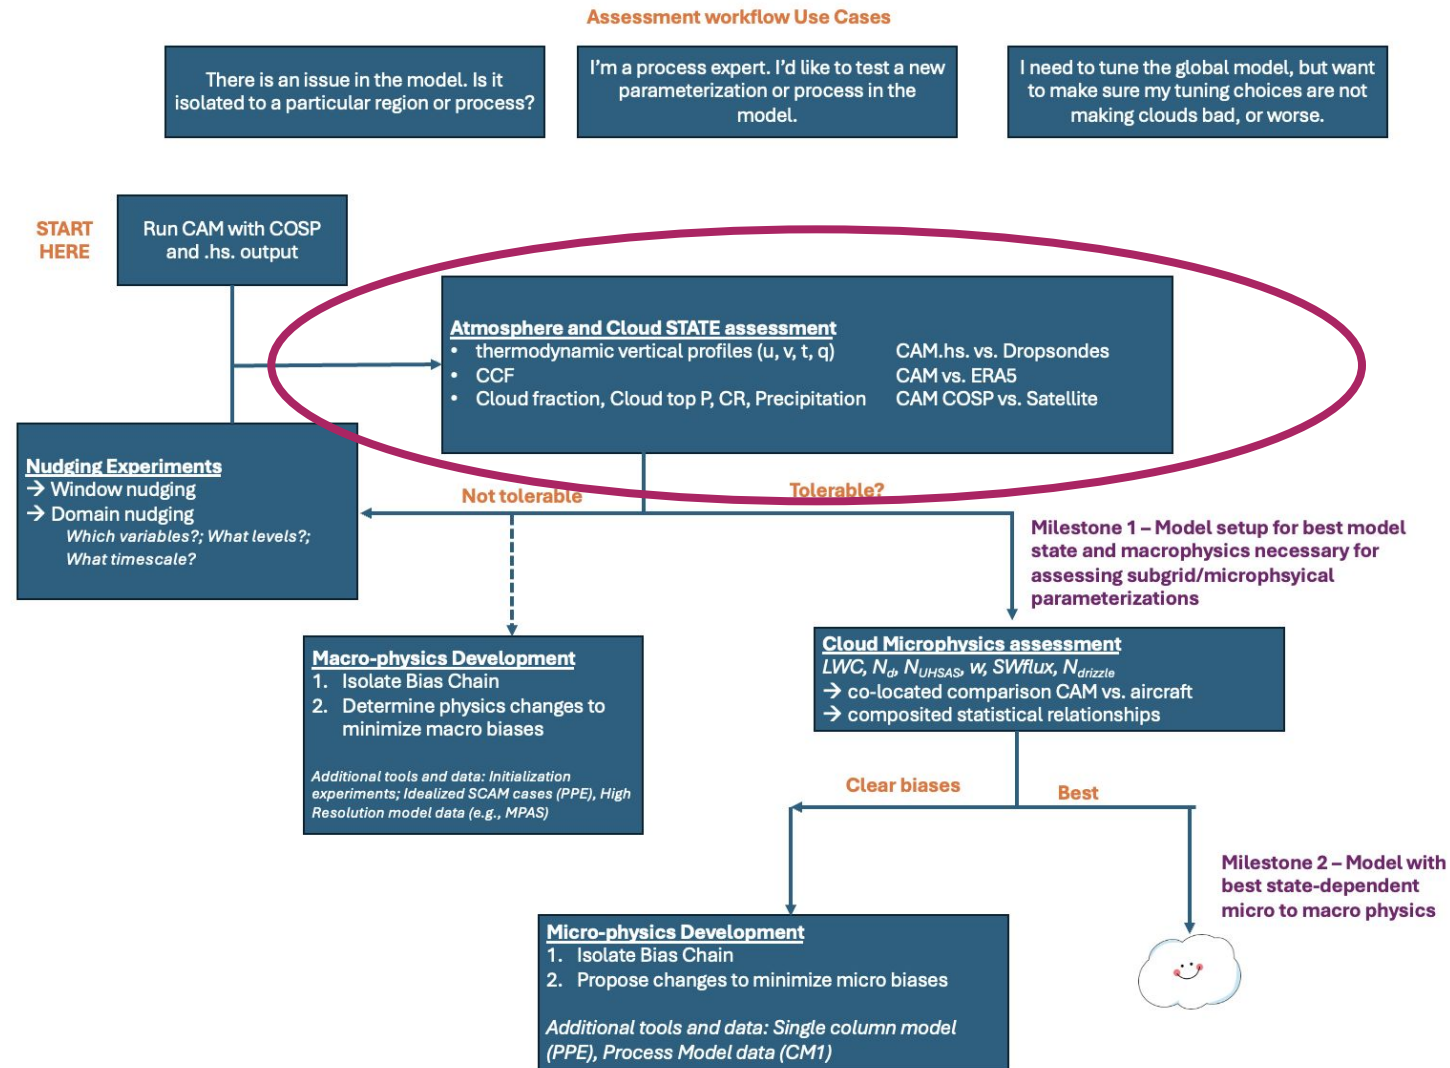 Assessment workflow Use Cases
There is an issue in the model. Is it
isolated to a particular region or process?
I'm a process expert. I'd like to test a new
parameterization or process in the
model.
I need to tune the global model, but want
to make sure my tuning choices are not
making clouds bad, or worse.
START
HERE
Run CAM with COSP
and .hs. output
Atmosphere and Cloud STATE assessment
• thermodynamic vertical profiles (u, v, t, q) CAM.hs. vs. Dropsondes
• CCF CAM vs. ERA5
• Cloud fraction, Cloud top P, CR, Precipitation CAM COSP vs. Satellite
Nudging Experiments
→ Window nudging
→ Domain nudging
Which variables?; What levels?;
What timescale?
Not tolerable
Tolerable?
Milestone 1 – Model setup for best model
state and macrophysics necessary for
assessing subgrid/microphsyical
parameterizations
Macro-physics Development
1. Isolate Bias Chain
2. Determine physics changes to
minimize macro biases
Additional tools and data: Initialization
experiments; Idealized SCAM cases (PPE), High
Resolution model data (e.g., MPAS)
Cloud Microphysics assessment
LWC, Nd, NUHSAS, w, SWflux, Ndrizzle
→ co-located comparison CAM vs. aircraft
→ composited statistical relationships
Clear biases
Best
Milestone 2 – Model with
best state-dependent
micro to macro physics
Micro-physics Development
1. Isolate Bias Chain
2. Propose changes to minimize micro biases
Additional tools and data: Single column model
(PPE), Process Model data (CM1)